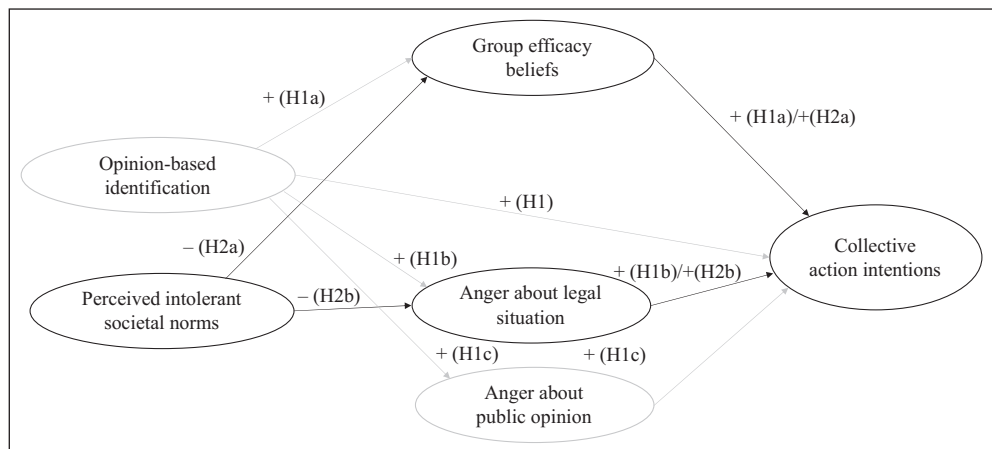 Group efficacy
beliefs
+ (H1a)
+ (H1a)/+(H2a)
Opinion-based
identification
+ (H1)
– (H2a)
+ (H1b)
Collective
action intentions
+ (H1b)/+(H2b)
Perceived intolerant
societal norms
– (H2b)
Anger about legal
situation
+ (H1c)
+ (H1c)
Anger about
public opinion